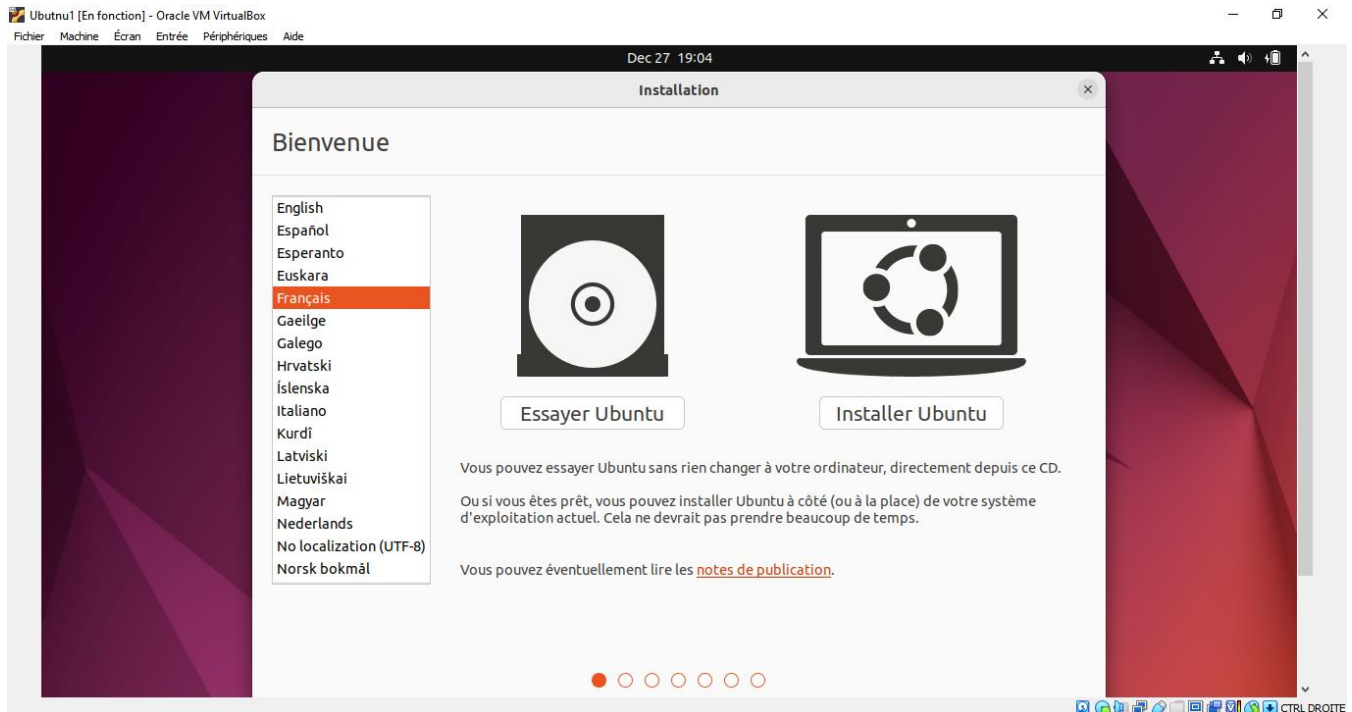 Ubutnu1 [En fonction] - Oracle VM VirtualBox
Fichier Machine Écran Entrée Périphériques Aide
Dec 27 19:04
Installation
Bienvenue
English
Español
Esperanto
Euskara
Français
Gaeilge
Galego
Hrvatski
Íslenska
Italiano
Kurdî
Latviski
Lietuviškai
Magyar
Nederlands
No localization (UTF-8)
Norsk bokmål
Essayer Ubuntu
Installer Ubuntu
Vous pouvez essayer Ubuntu sans rien changer à votre ordinateur, directement depuis ce CD.
Ou si vous êtes prêt, vous pouvez installer Ubuntu à côté (ou à la place) de votre système
d'exploitation actuel. Cela ne devrait pas prendre beaucoup de temps.
Vous pouvez éventuellement lire les notes de publication.
CTRL DROITE